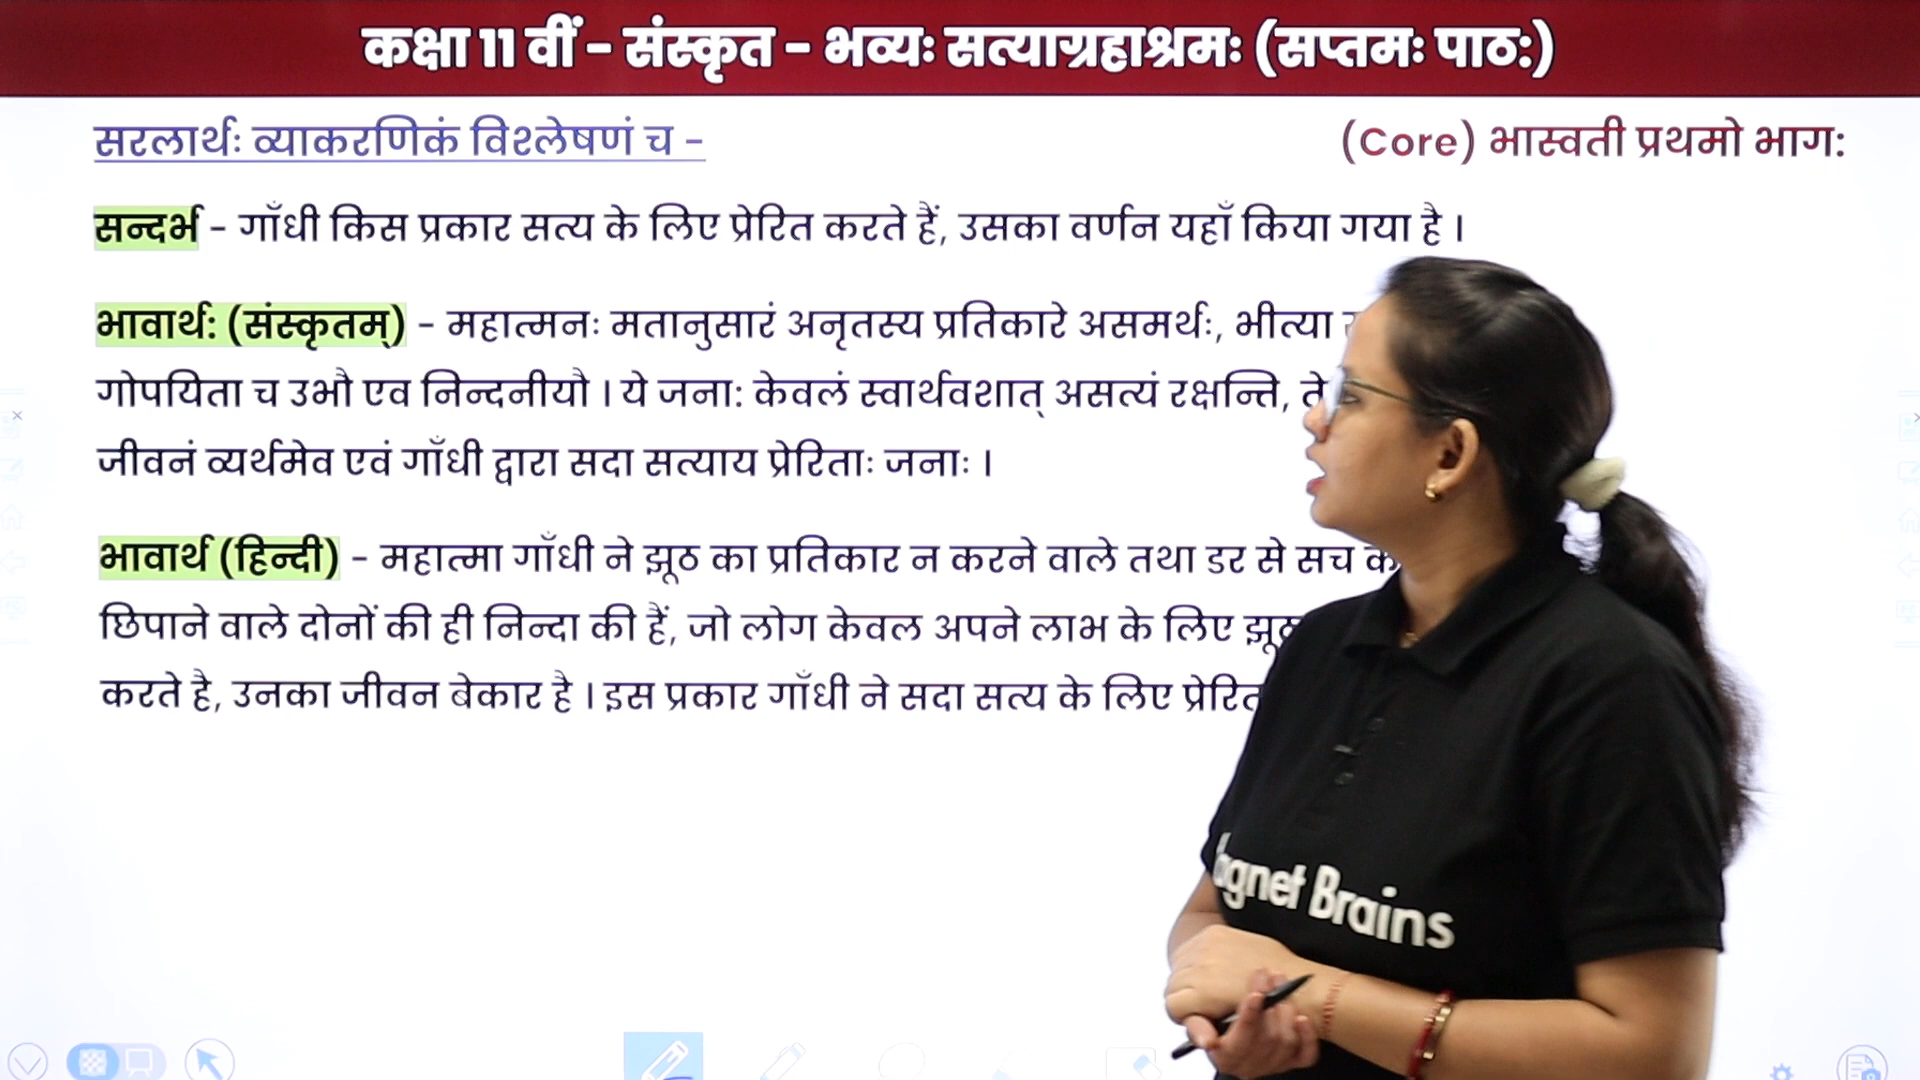 कक्षा 11 वीं - संस्कृत - भव्यः सत्याग्रहाश्रमः (सप्तमः पाठः)
सरलार्थः व्याकरणिकं विश्लेषणं च -
(Core) भास्वती प्रथमो भागः
सन्दर्भ - गाँधी किस प्रकार सत्य के लिए प्रेरित करते हैं, उसका वर्णन यहाँ किया गया है ।
भावार्थः (संस्कृतम्) - महात्मनः मतानुसारं अनृतस्य प्रतिकारे असमर्थः, भीत्या
गोपयिता च उभौ एव निन्दनीयौ । ये जनाः केवलं स्वार्थवशात् असत्यं रक्षन्ति,
जीवनं व्यर्थमेव एवं गाँधी द्वारा सदा सत्याय प्रेरिताः जनाः ।
भावार्थ (हिन्दी) - महात्मा गाँधी ने झूठ का प्रतिकार न करने वाले तथा डर से सच
छिपाने वाले दोनों की ही निन्दा की हैं, जो लोग केवल अपने लाभ के लिए
करते है, उनका जीवन बेकार है । इस प्रकार गाँधी ने सदा सत्य के लिए
Brains